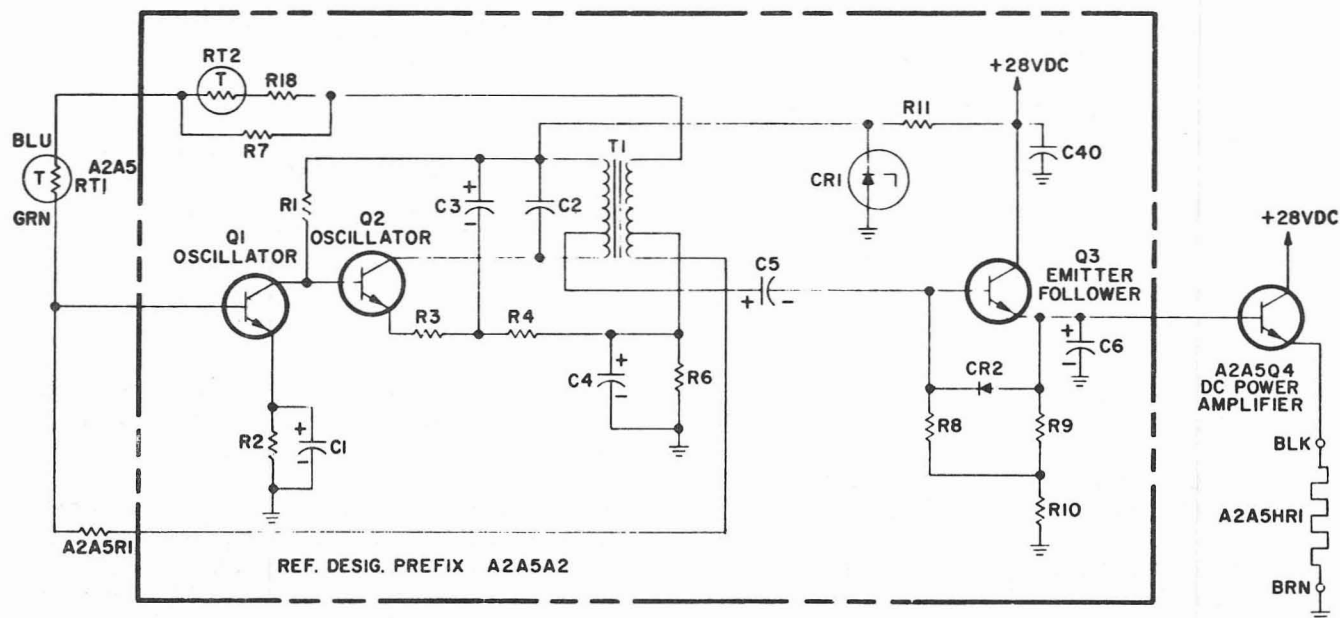 RT2
T
R18
+28VDC
R11
BLU
R7
T1
C40
A2A5
T
RT1
CR1
R1
+
C3
-
C2
+28VDC
GRN
Q2
OSCILLATOR
Q1
OSCILLATOR
C5
+
-
Q3
EMITTER
FOLLOWER
R3
R4
+
C4
-
R6
+
C6
-
CR2
A2A5Q4
DC POWER
AMPLIFIER
R2
+
C1
-
R8
R9
BLK
R10
A2A5HR1
A2A5R1
REF. DESIG. PREFIX A2A5A2
BRN